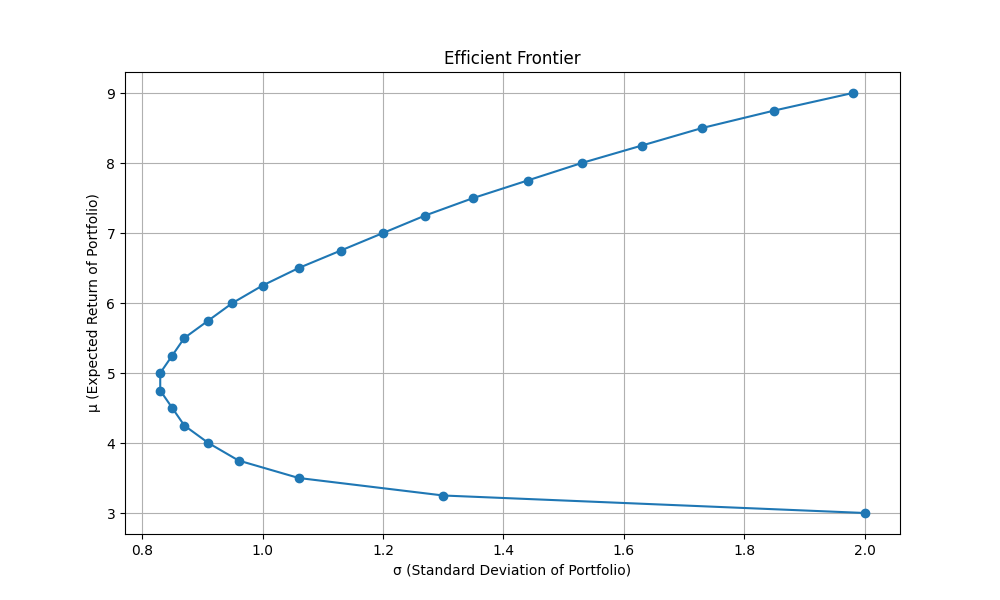 Efficient Frontier
μ (Expected Return of Portfolio)
9
8
7
6
5
4
3
0.8 1.0 1.2 1.4 1.6 1.8 2.0
σ (Standard Deviation of Portfolio)